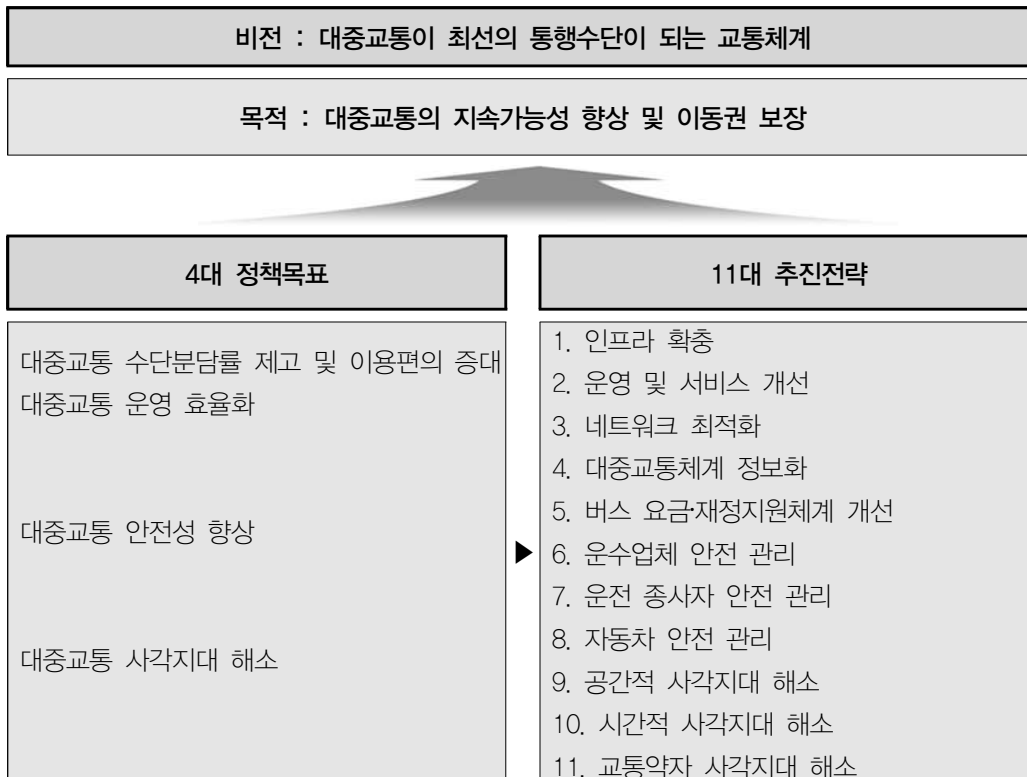 비전 : 대중교통이 최선의 통행수단이 되는 교통체계
목적 : 대중교통의 지속가능성 향상 및 이동권 보장
4대 정책목표
대중교통 수단분담률 제고 및 이용편의 증대
대중교통 운영 효율화
대중교통 안전성 향상
대중교통 사각지대 해소
▶
11대 추진전략
1. 인프라 확충
2. 운영 및 서비스 개선
3. 네트워크 최적화
4. 대중교통체계 정보화
5. 버스 요금·재정지원체계 개선
6. 운수업체 안전 관리
7. 운전 종사자 안전 관리
8. 자동차 안전 관리
9. 공간적 사각지대 해소
10. 시간적 사각지대 해소
11. 교통약자 사각지대 해소